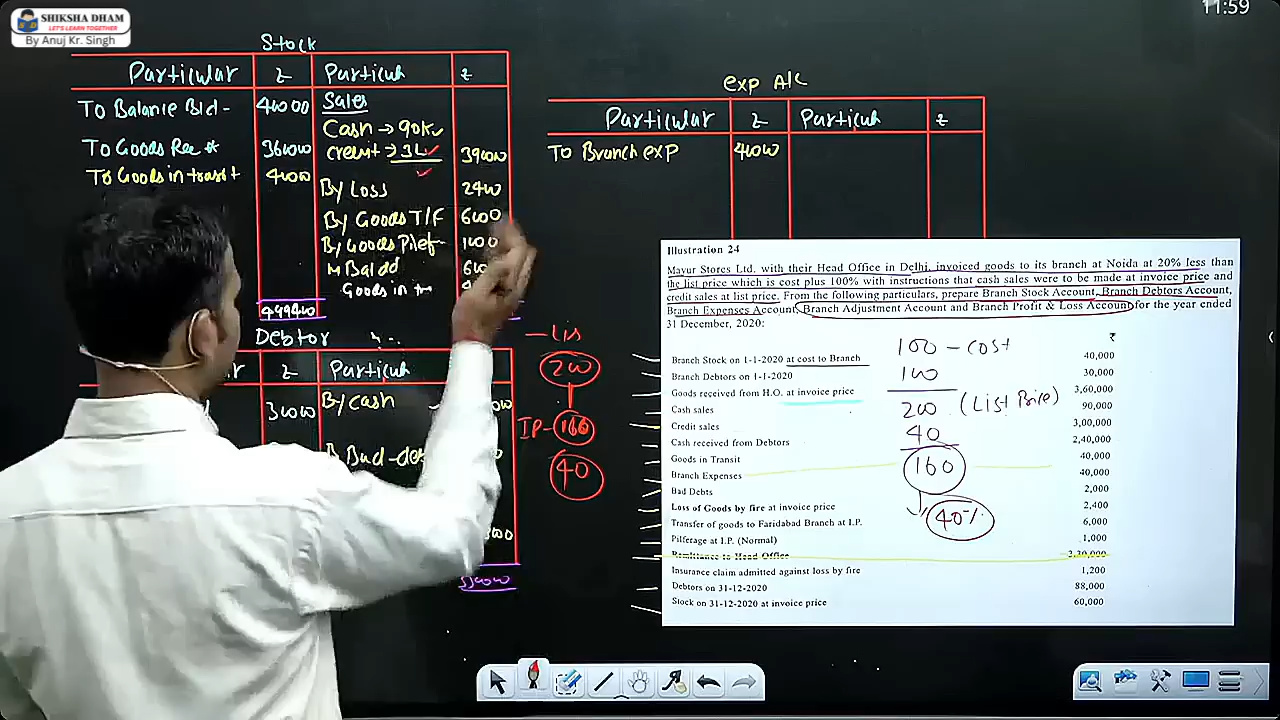 SHIKSHA DHAM
LET'S LEARN TOGETHER
By Anuj Kr. Singh
11:59
Stock
Particular ₹ Particul ₹
To Balance B/d- 40000 Sales
Cash → 90K
To Goods Rec 360000 credit → 3L 390000
To Goods in transit 40000
By Loss 2400
By Goods T/F 6000
By Goods Pilef- 1000
Bal c/d
Goods in tra
499400
Debtor
Particul
30000 By cash
Bad-de
- Lis
200
IP- 160
40
exp A/c
Particular ₹ Particul ₹
To Branch exp 40000
Illustration 24
Mayur Stores Ltd. with their Head Office in Delhi, invoiced goods to its branch at Noida at 20% less than
the list price which is cost plus 100% with instructions that cash sales were to be made at invoice price and
credit sales at list price. From the following particulars, prepare Branch Stock Account, Branch Debtors Account,
Branch Expenses Account, Branch Adjustment Account and Branch Profit & Loss Account for the year ended
31 December, 2020:
₹
Branch Stock on 1-1-2020 at cost to Branch 40,000
Branch Debtors on 1-1-2020 30,000
Goods received from H.O. at invoice price 3,60,000
Cash sales 90,000
Credit sales 3,00,000
Cash received from Debtors 2,40,000
Goods in Transit 40,000
Branch Expenses 40,000
Bad Debts 2,000
Loss of Goods by fire at invoice price 2,400
Transfer of goods to Faridabad Branch at I.P. 6,000
Pilferage at I.P. (Normal) 1,000
Remittance to Head Office 2,30,000
Insurance claim admitted against loss by fire 1,200
Debtors on 31-12-2020 88,000
Stock on 31-12-2020 at invoice price 60,000
100 - Cost
100
200 (List Price)
40
160
40%